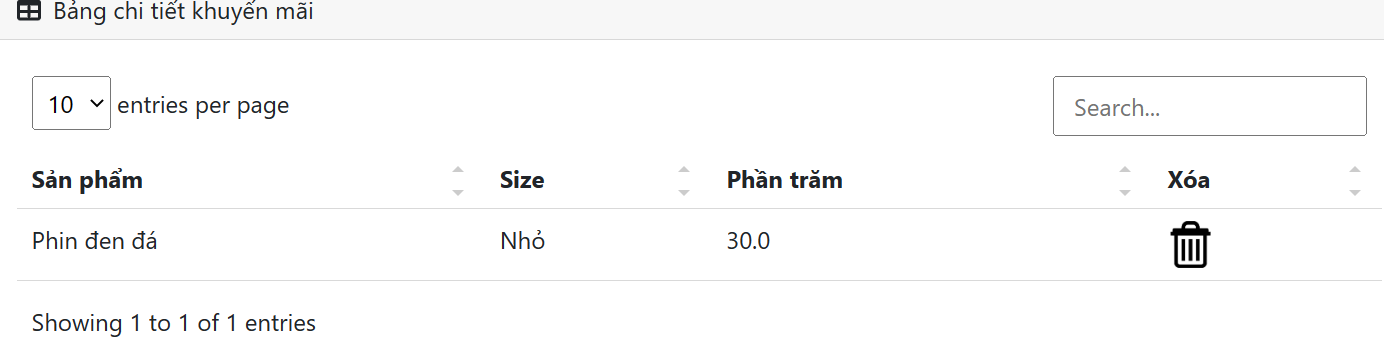 Bảng chi tiết khuyến mãi
10 entries per page
Search...
Sản phẩm Size Phần trăm Xóa
Phin đen đá Nhỏ 30.0
Showing 1 to 1 of 1 entries